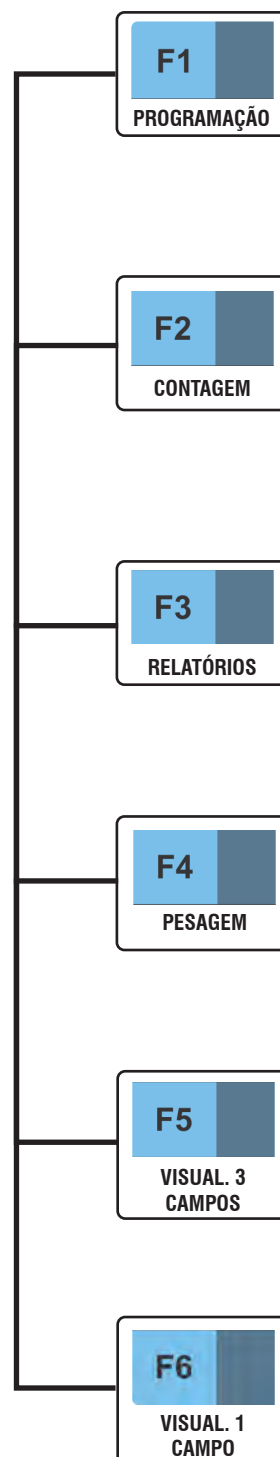 F1
PROGRAMAÇÃO
F2
CONTAGEM
F3
RELATÓRIOS
F4
PESAGEM
F5
VISUAL. 3
CAMPOS
F6
VISUAL. 1
CAMPO